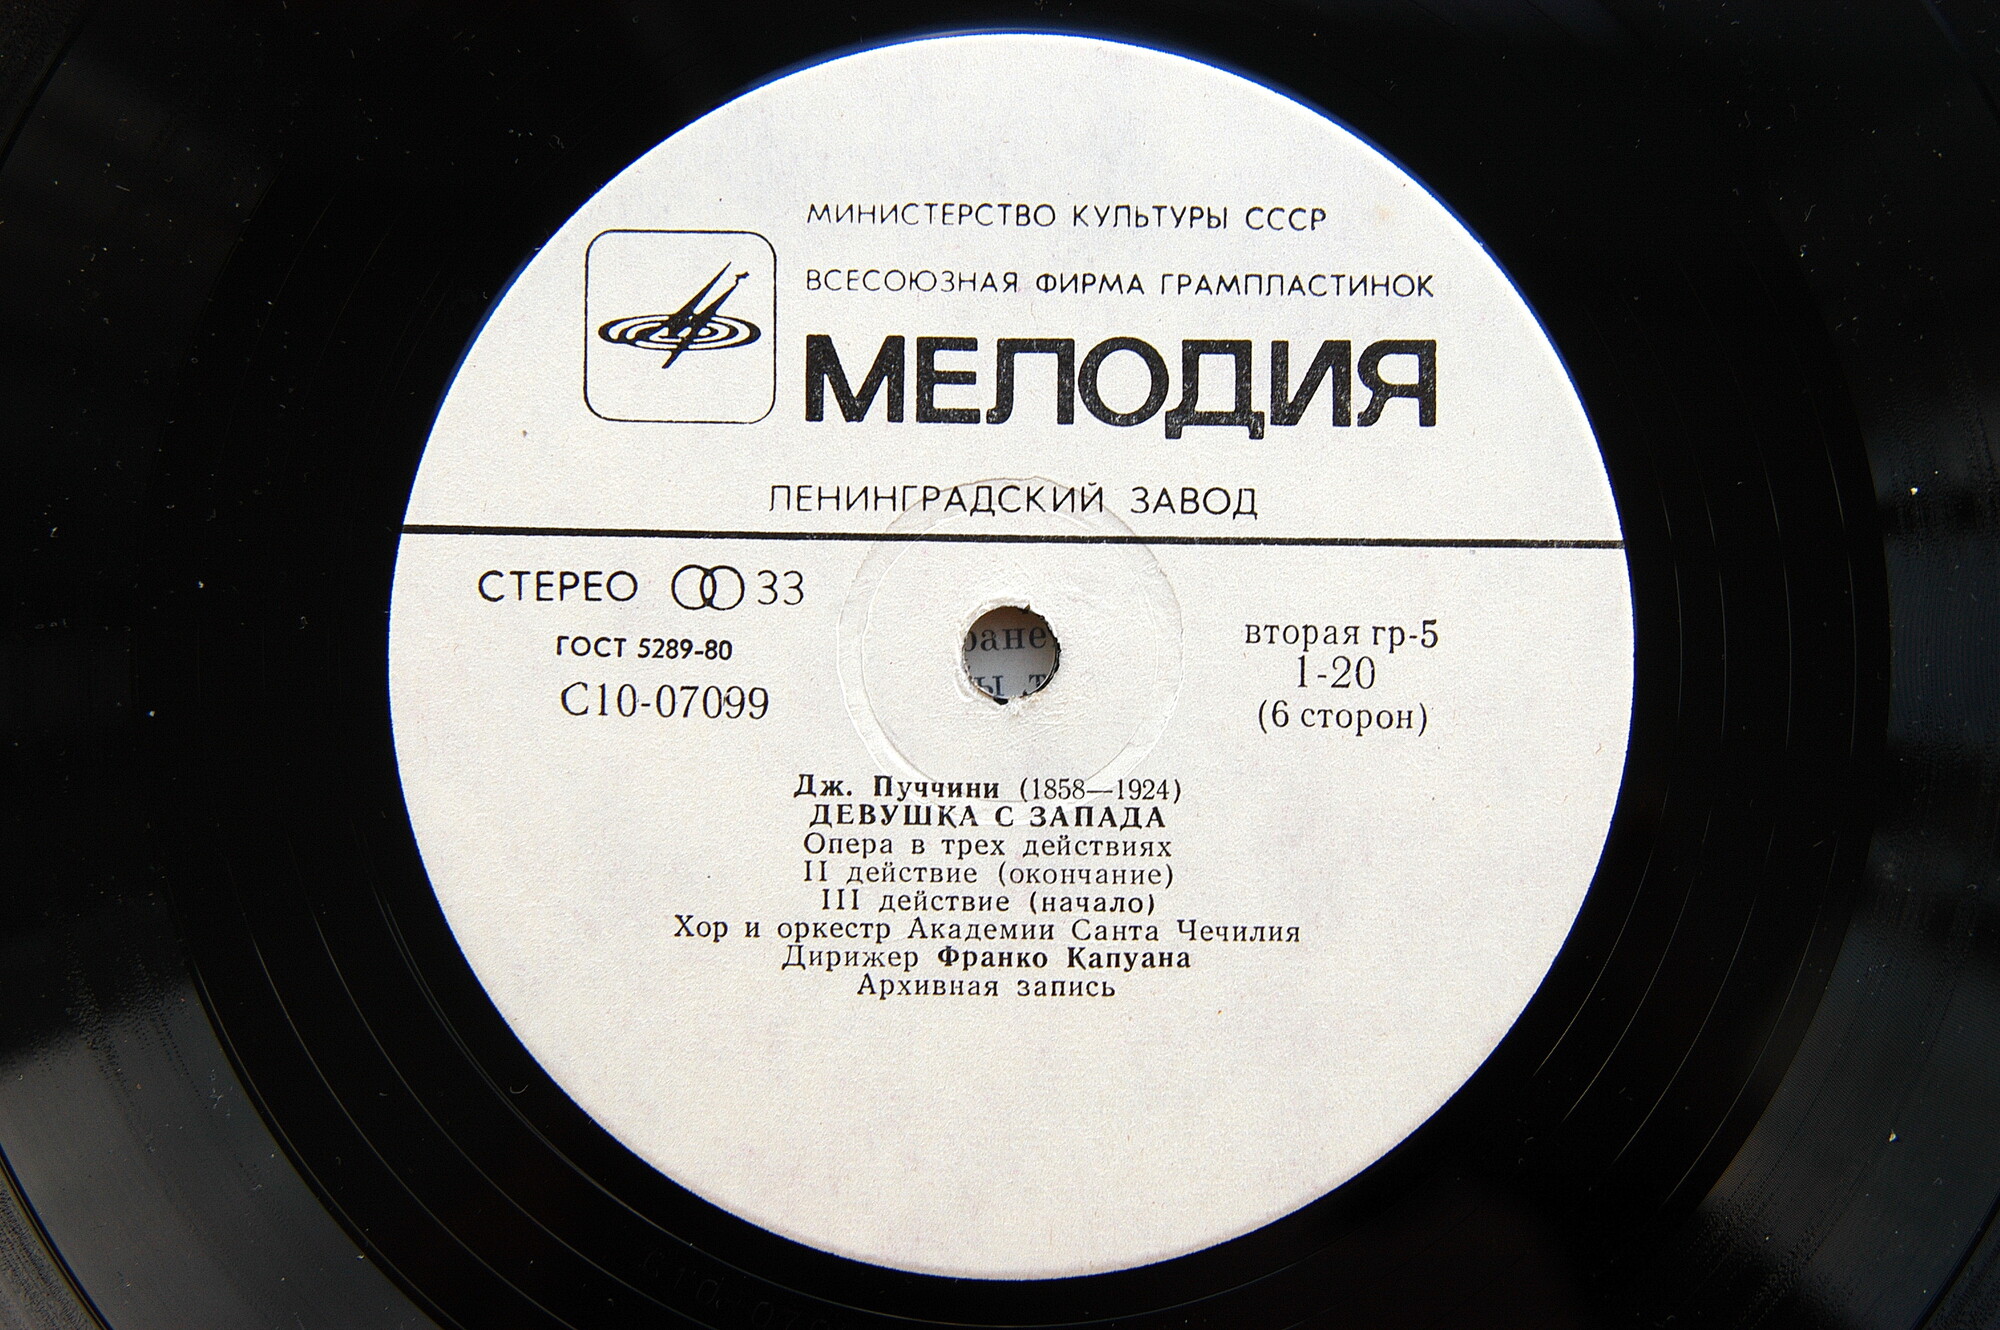 МИНИСТЕРСТВО КУЛЬТУРЫ СССР
ВСЕСОЮЗНАЯ ФИРМА ГРАМПЛАСТИНОК
МЕЛОДИЯ
ЛЕНИНГРАДСКИЙ ЗАВОД
СТЕРЕО 33
ГОСТ 5289-80
С10-07099
вторая гр-5
1-20
(6 сторон)
Дж. Пуччини (1858—1924)
ДЕВУШКА С ЗАПАДА
Опера в трех действиях
II действие (окончание)
III действие (начало)
Хор и оркестр Академии Санта Чечилия
Дирижер Франко Капуана
Архивная запись